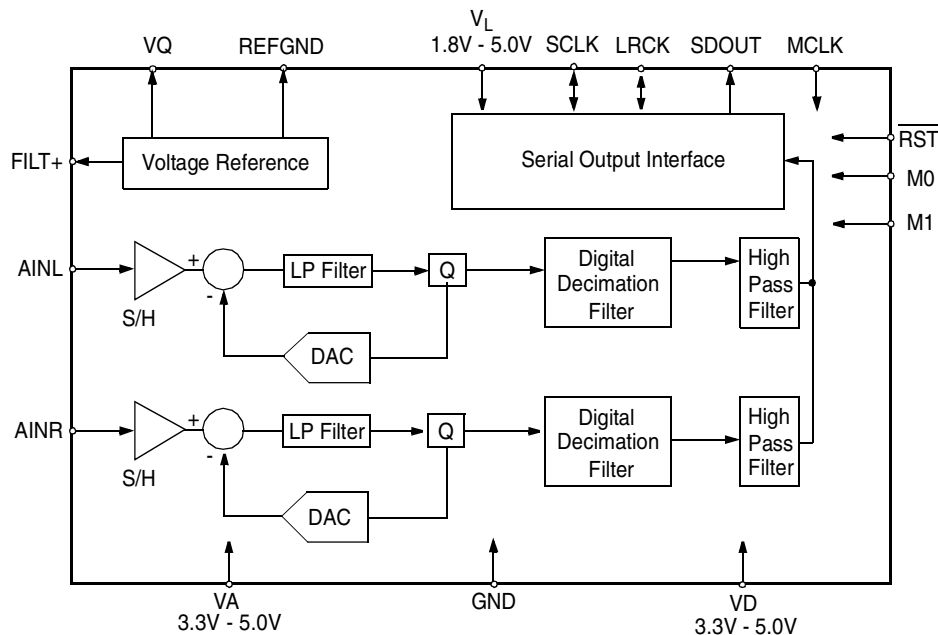 VL
1.8V - 5.0V
VQ
REFGND
SCLK
LRCK
SDOUT
MCLK
FILT+
Voltage Reference
Serial Output Interface
RST
M0
M1
AINL
+
-
S/H
LP Filter
Q
DAC
Digital
Decimation
Filter
High
Pass
Filter
AINR
+
-
S/H
LP Filter
Q
DAC
Digital
Decimation
Filter
High
Pass
Filter
VA
3.3V - 5.0V
GND
VD
3.3V - 5.0V